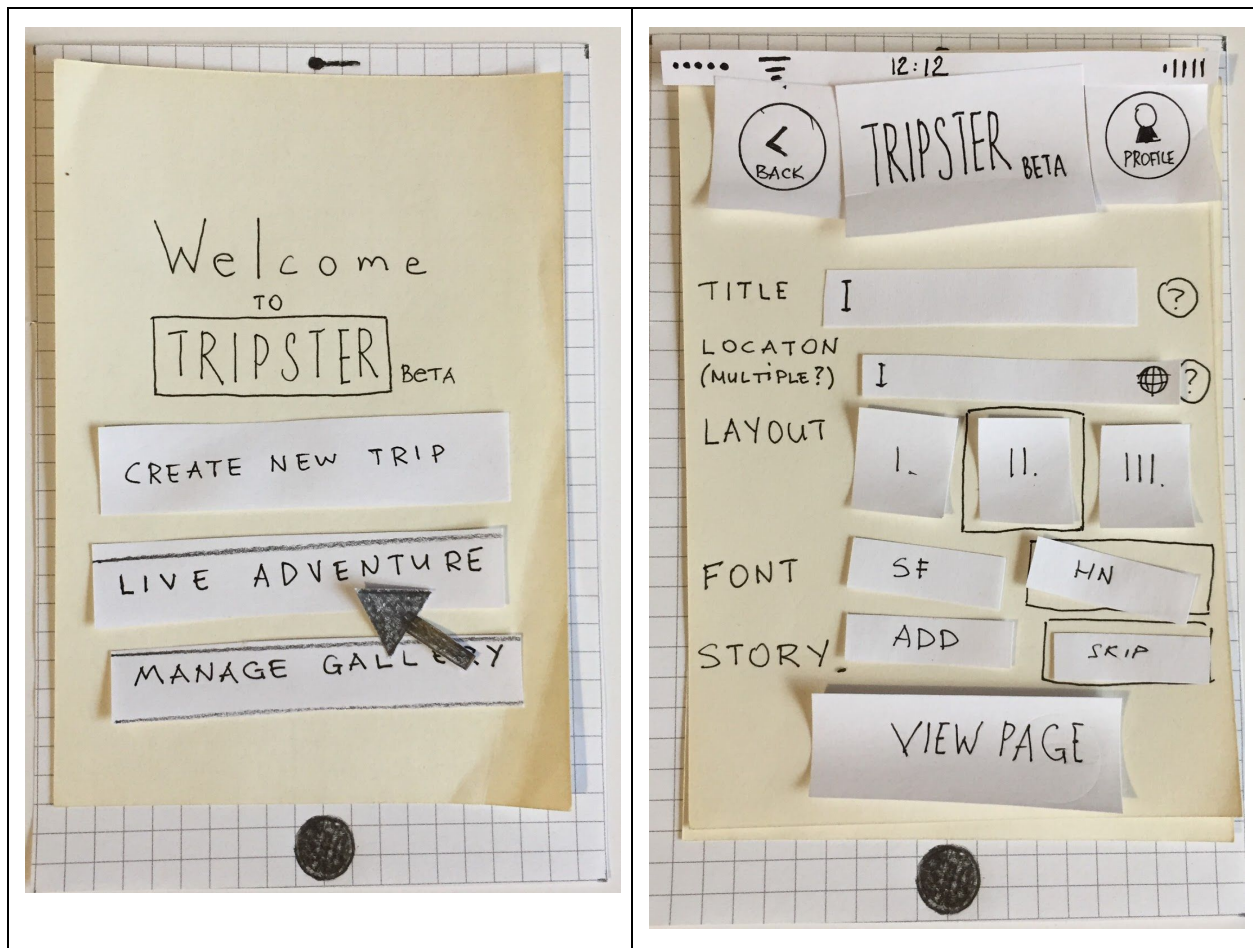 Welcome
TO
TRIPSTER BETA
CREATE NEW TRIP
LIVE ADVENTURE
MANAGE GALLERY
12:12
< BACK
TRIPSTER BETA
PROFILE
TITLE I ?
LOCATON
(MULTIPLE?) I ?
LAYOUT I. II. III.
FONT SF HN
STORY. ADD SKIP
VIEW PAGE